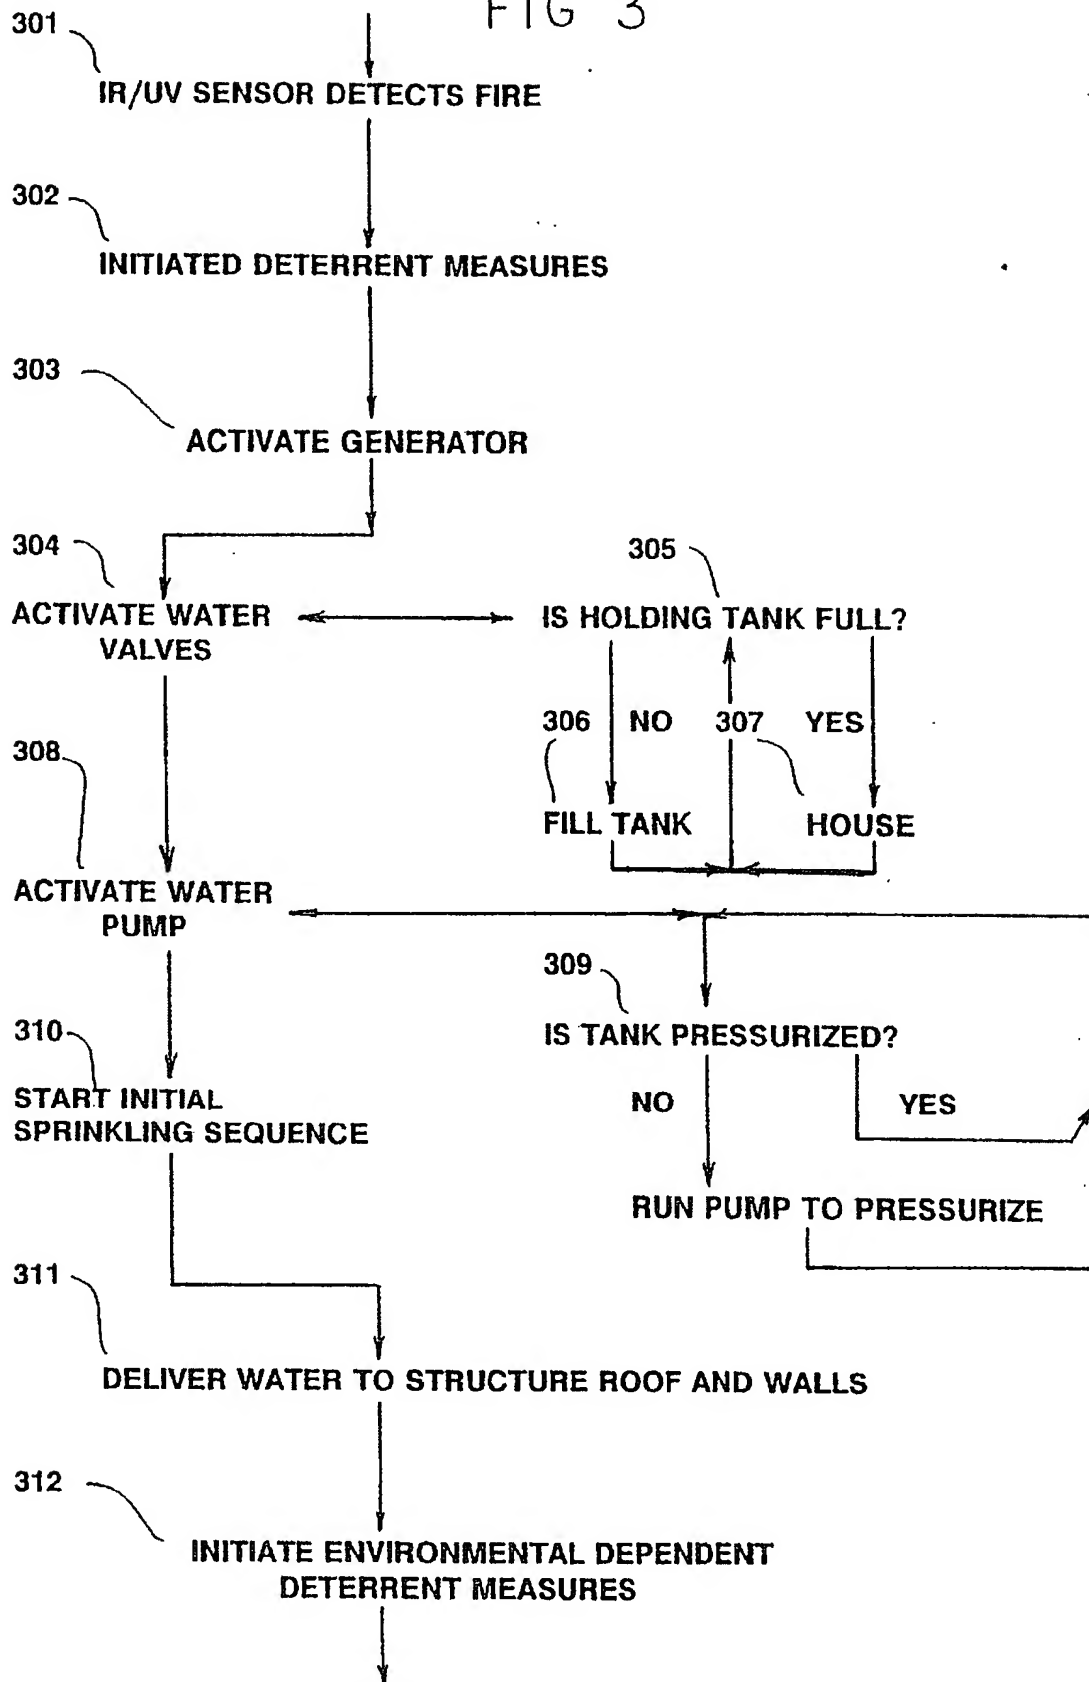 FIG 3
301
IR/UV SENSOR DETECTS FIRE
302
INITIATED DETERRENT MEASURES
303
ACTIVATE GENERATOR
304
305
ACTIVATE WATER
VALVES
IS HOLDING TANK FULL?
306
NO
307
YES
308
FILL TANK
HOUSE
ACTIVATE WATER
PUMP
309
310
IS TANK PRESSURIZED?
START INITIAL
SPRINKLING SEQUENCE
NO
YES
RUN PUMP TO PRESSURIZE
311
DELIVER WATER TO STRUCTURE ROOF AND WALLS
312
INITIATE ENVIRONMENTAL DEPENDENT
DETERRENT MEASURES